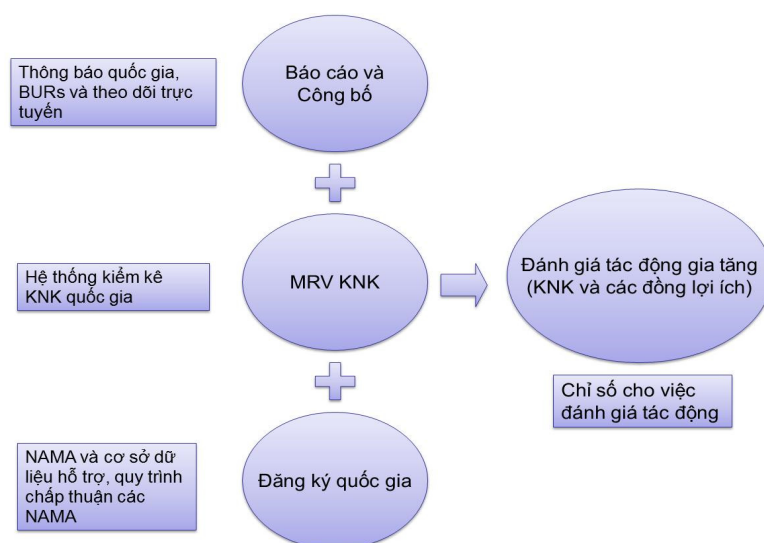 Thông báo quốc gia,
BURs và theo dõi trực
tuyến
Báo cáo và
Công bố
Hệ thống kiểm kê
KNK quốc gia
MRV KNK
Đánh giá tác động gia tăng
(KNK và các đồng lợi ích)
Chỉ số cho việc
đánh giá tác động
NAMA và cơ sở dữ
liệu hỗ trợ, quy trình
chấp thuận các
NAMA
Đăng ký quốc gia